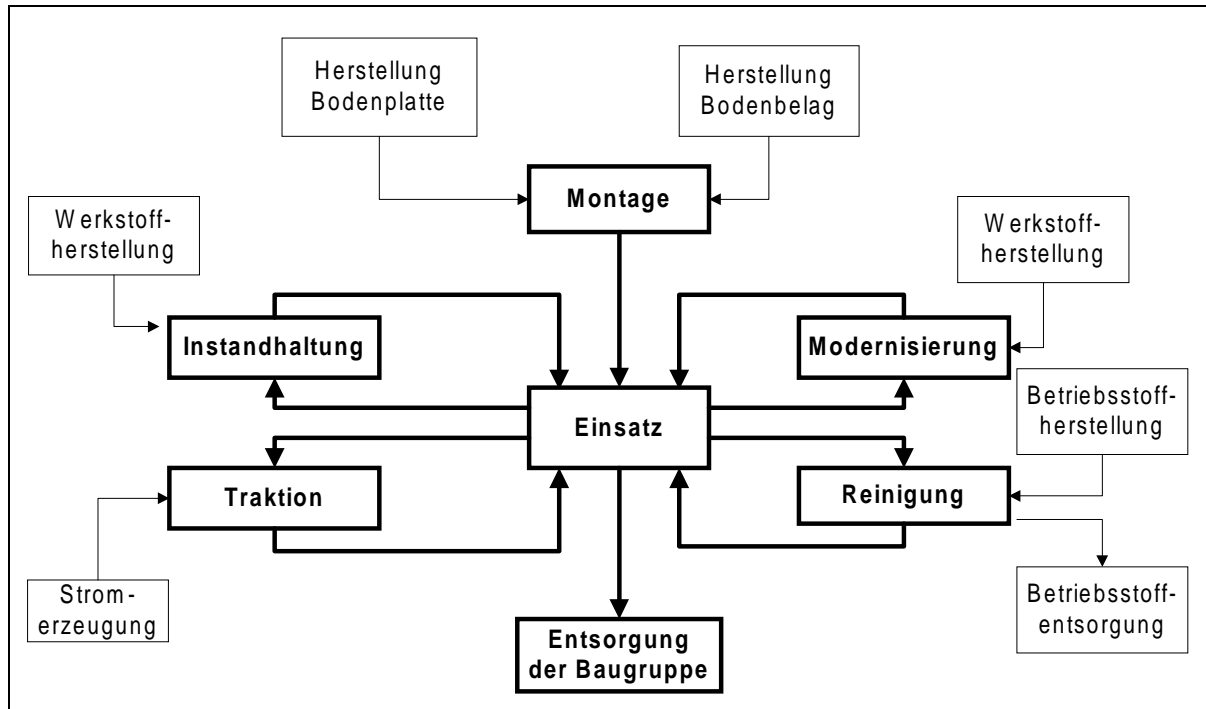 Herstellung
Bodenplatte
Herstellung
Bodenbelag
Montage
Werkstoff-
herstellung
Werkstoff-
herstellung
Instandhaltung
Modernisierung
Einsatz
Betriebsstoff-
herstellung
Traktion
Reinigung
Strom-
erzeugung
Betriebsstoff-
entsorgung
Entsorgung
der Baugruppe